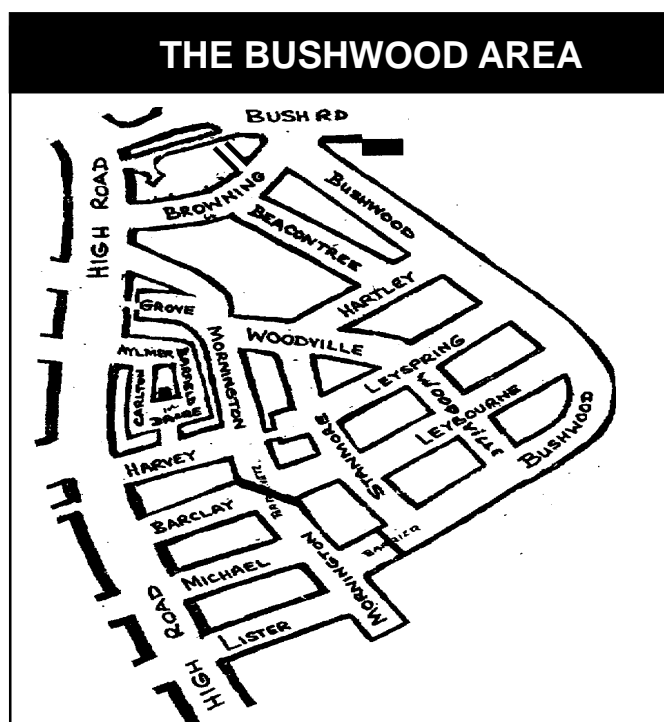 THE BUSHWOOD AREA
BUSH RD
HIGH ROAD
BROWNING
BUSHWOOD
BEACONTREE
HARTLEY
GROVE
MORNINGTON
WOODVILLE
AYLMER
LEYSPRING
CARLTON
WOODVILLE
LEYBOURNE
STANMORE
BUSHWOOD
HARVEY
BARCLAY
BARRIER
MICHAEL
MORNINGTON
LISTER
HIGH ROAD